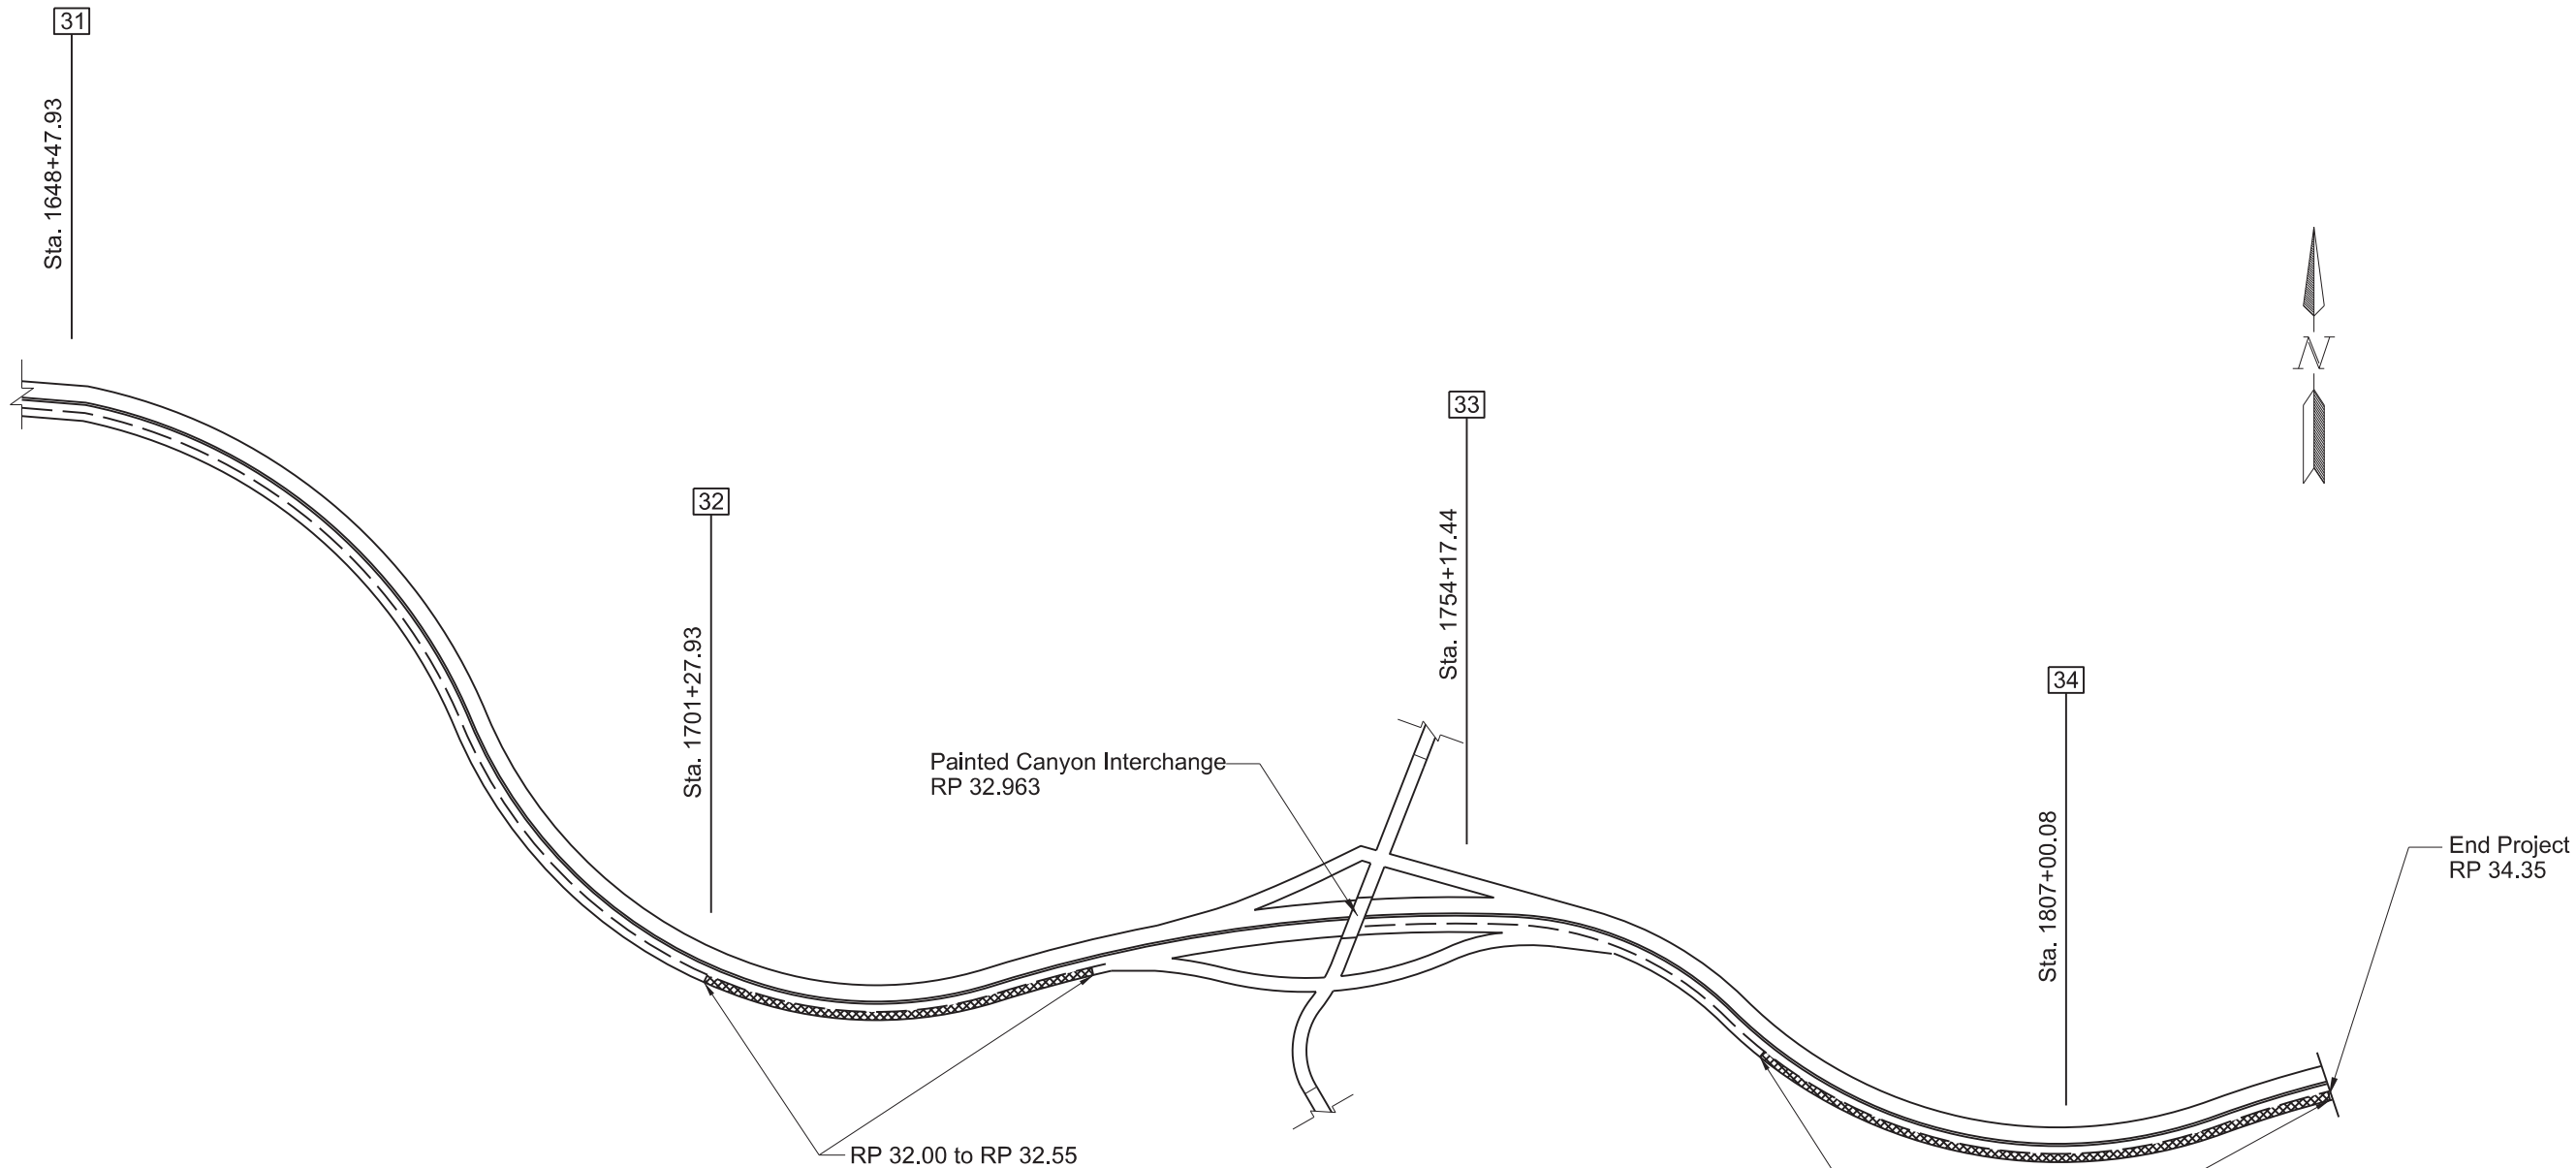 31
Sta. 1648+47.93
32
Sta. 1701+27.93
33
Sta. 1754+17.44
34
Sta. 1807+00.08
N
Painted Canyon Interchange
RP 32.963
End Project
RP 34.35
RP 32.00 to RP 32.55